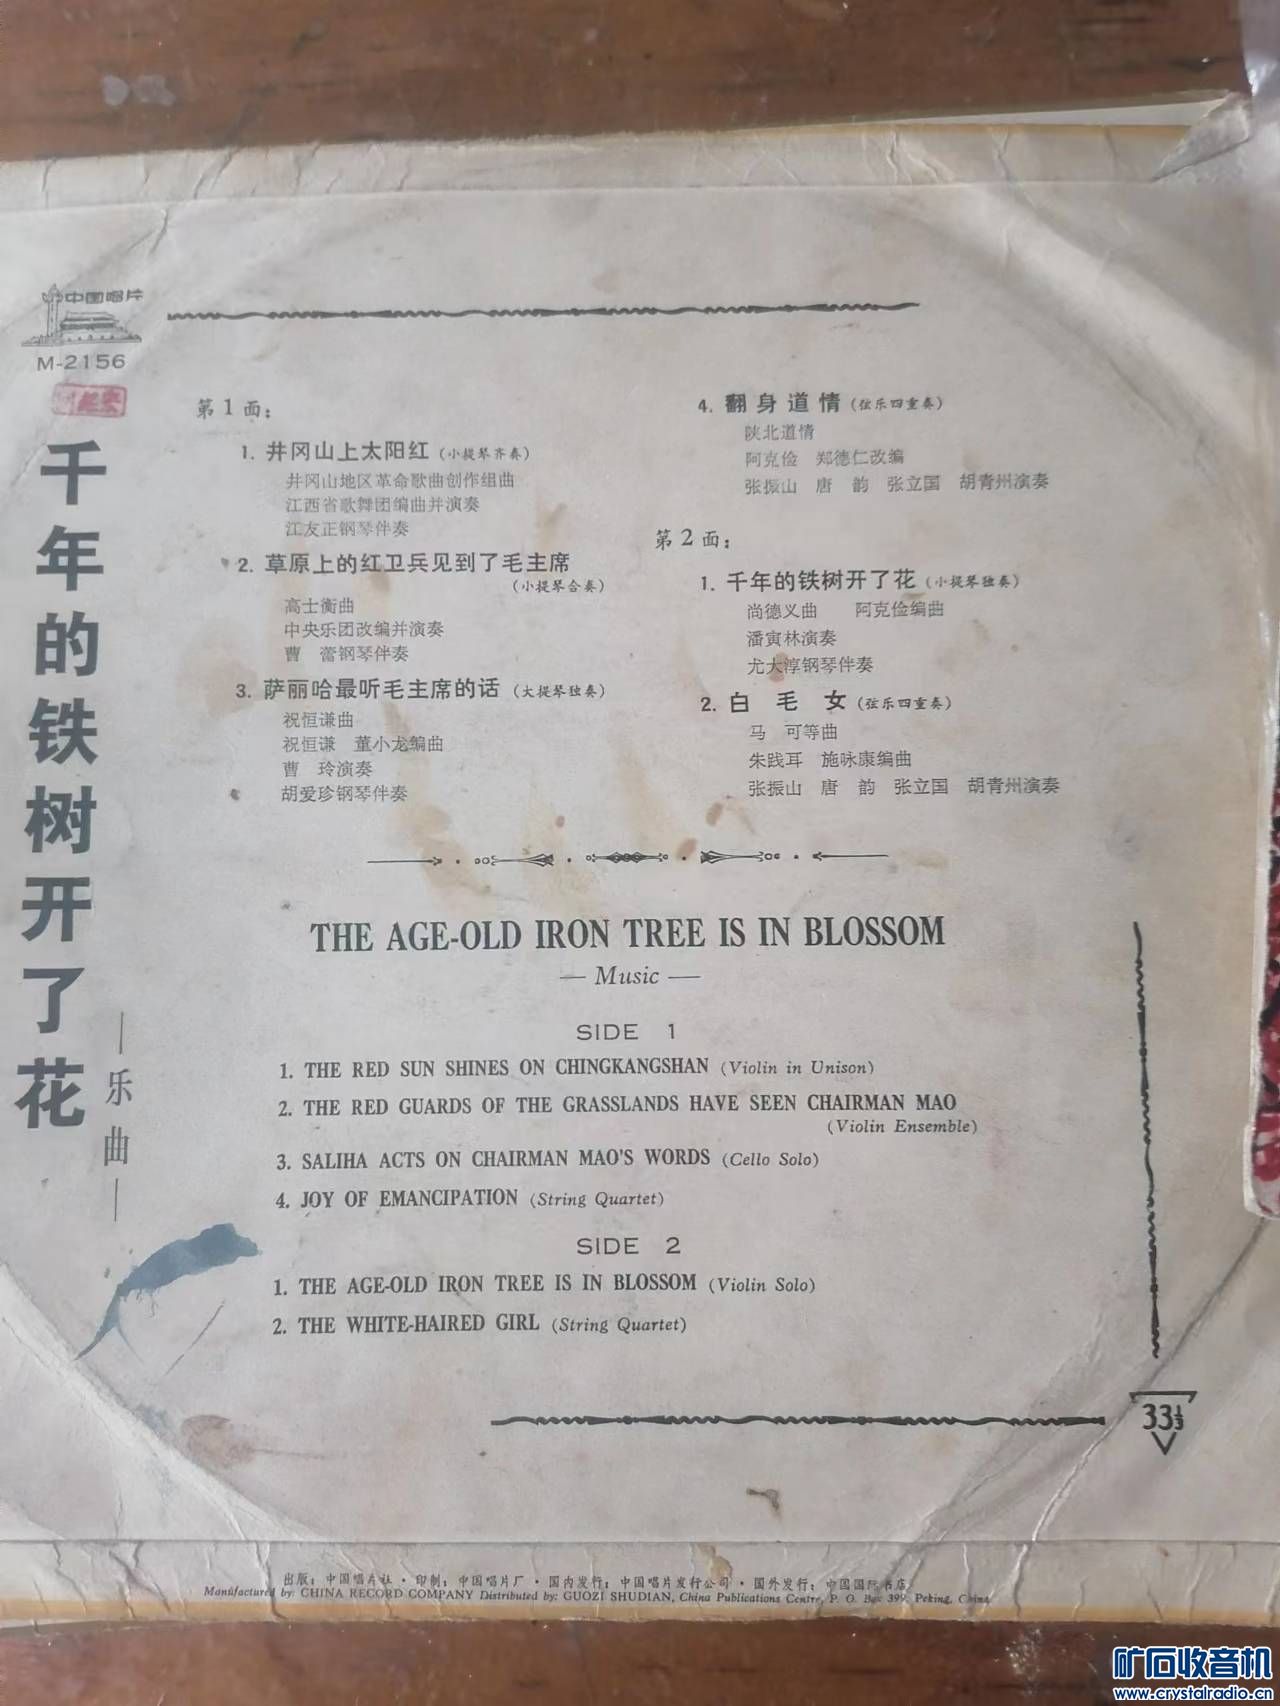 中国唱片
M-2156
千年的铁树开了花
—乐曲—
第1面：
1. 井冈山上太阳红（小提琴齐奏）
井冈山地区革命歌曲创作组曲
江西省歌舞团编曲并演奏
江友正钢琴伴奏
2. 草原上的红卫兵见到了毛主席
（小提琴合奏）
高士衡曲
中央乐团改编并演奏
曹 蕾钢琴伴奏
3. 萨丽哈最听毛主席的话（大提琴独奏）
祝恒谦曲
祝恒谦 董小龙编曲
曹 玲演奏
胡爱珍钢琴伴奏
4. 翻身道情（弦乐四重奏）
陕北道情
阿克俭 郑德仁改编
张振山 唐 韵 张立国 胡青州演奏
第2面：
1. 千年的铁树开了花（小提琴独奏）
尚德义曲 阿克俭编曲
潘寅林演奏
尤大淳钢琴伴奏
2. 白毛女（弦乐四重奏）
马 可等曲
朱践耳 施咏康编曲
张振山 唐 韵 张立国 胡青州演奏
THE AGE-OLD IRON TREE IS IN BLOSSOM
— Music —
SIDE 1
1. THE RED SUN SHINES ON CHINGKANGSHAN (Violin in Unison)
2. THE RED GUARDS OF THE GRASSLANDS HAVE SEEN CHAIRMAN MAO
(Violin Ensemble)
3. SALIHA ACTS ON CHAIRMAN MAO'S WORDS (Cello Solo)
4. JOY OF EMANCIPATION (String Quartet)
SIDE 2
1. THE AGE-OLD IRON TREE IS IN BLOSSOM (Violin Solo)
2. THE WHITE-HAIRED GIRL (String Quartet)
33⅓
出版：中国唱片社·印制：中国唱片厂·国内发行：中国唱片发行公司·国外发行：中国国际书店
Manufactured by: CHINA RECORD COMPANY Distributed by: GUOZI SHUDIAN, China Publications Centre, P. O. Box 399, Peking, China
矿石收音机
www.crystalradio.cn